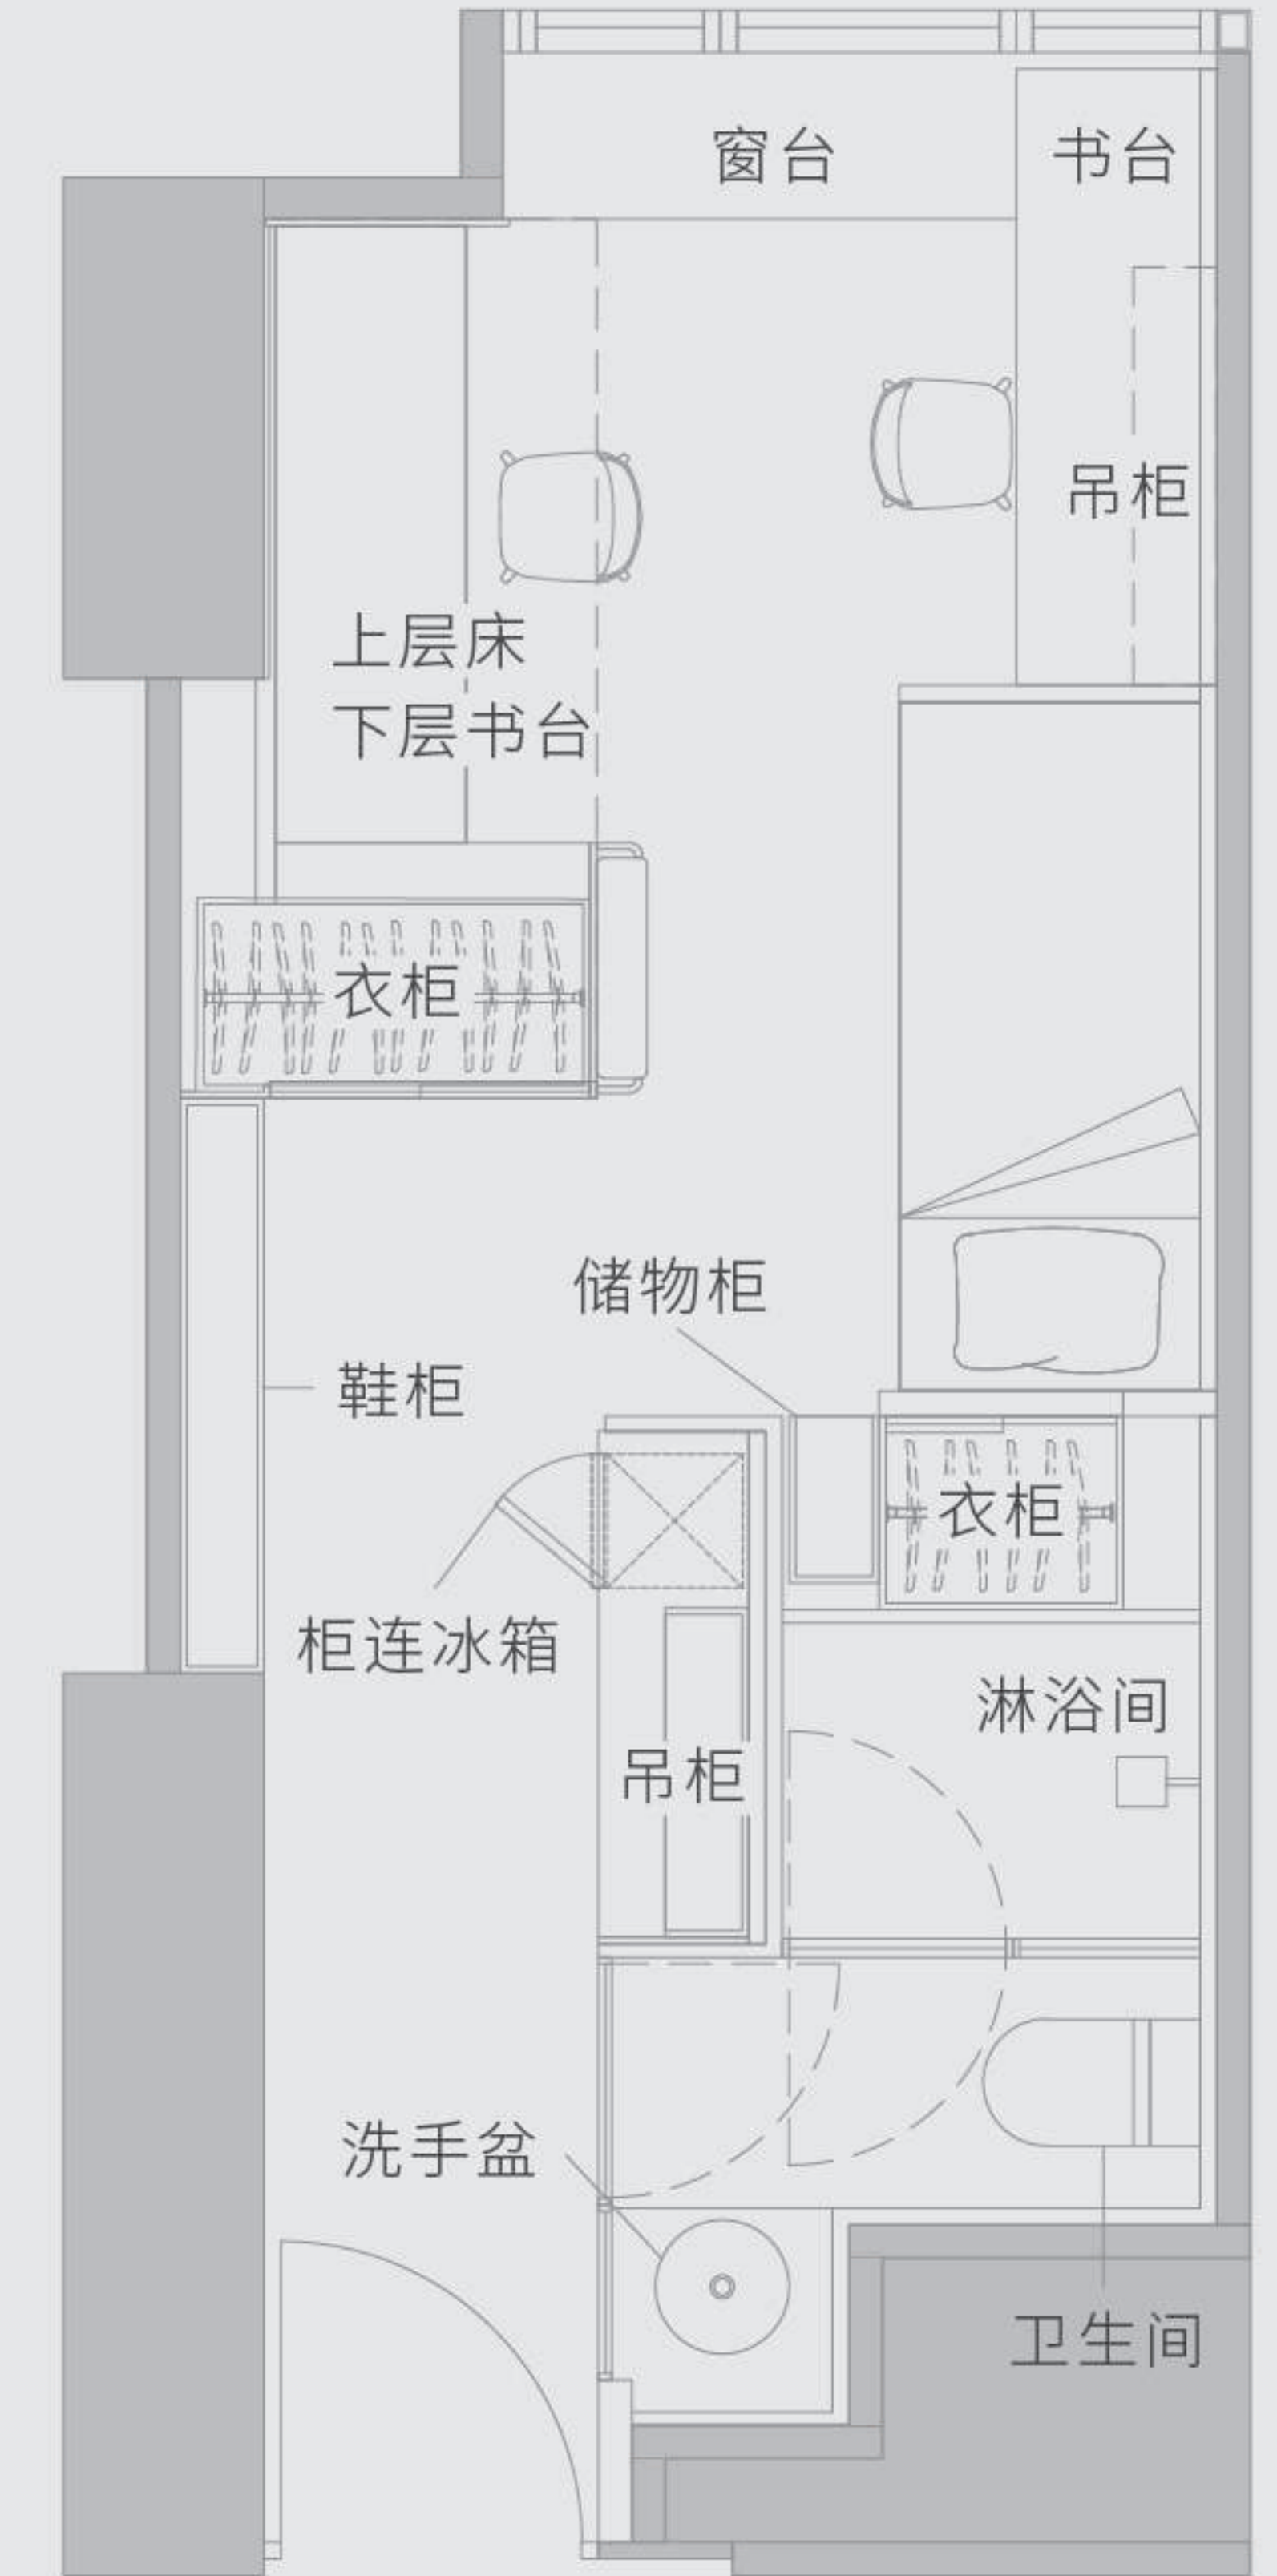 窗台
书台
吊柜
上层床
下层书台
衣柜
储物柜
鞋柜
衣柜
柜连冰箱
淋浴间
吊柜
洗手盆
卫生间